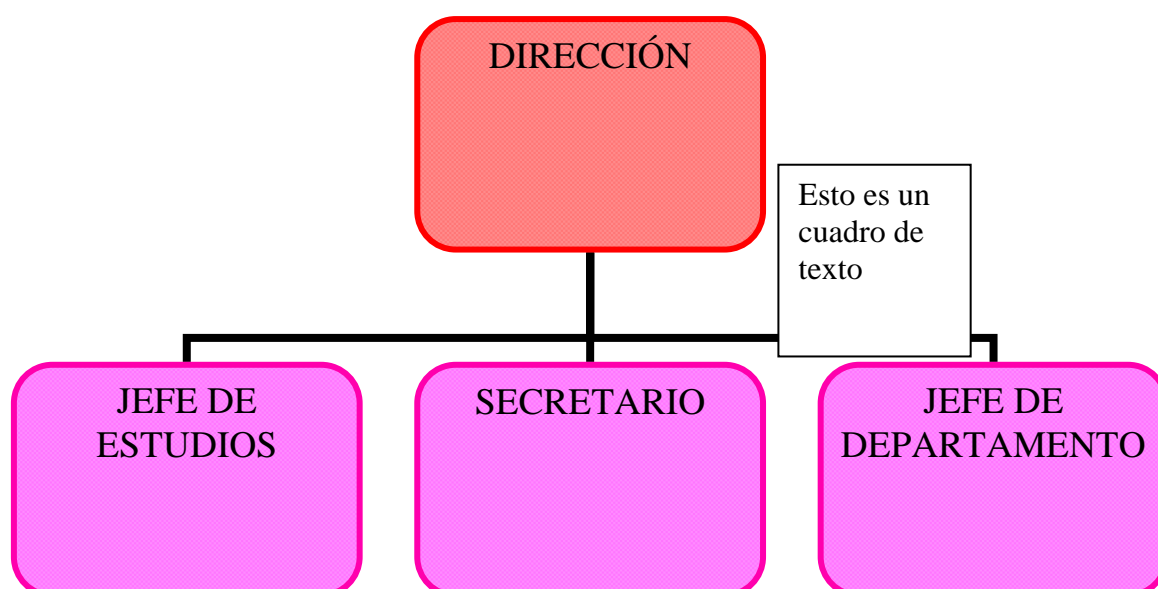 DIRECCIÓN
Esto es un
cuadro de
texto
JEFE DE
ESTUDIOS
SECRETARIO
JEFE DE
DEPARTAMENTO